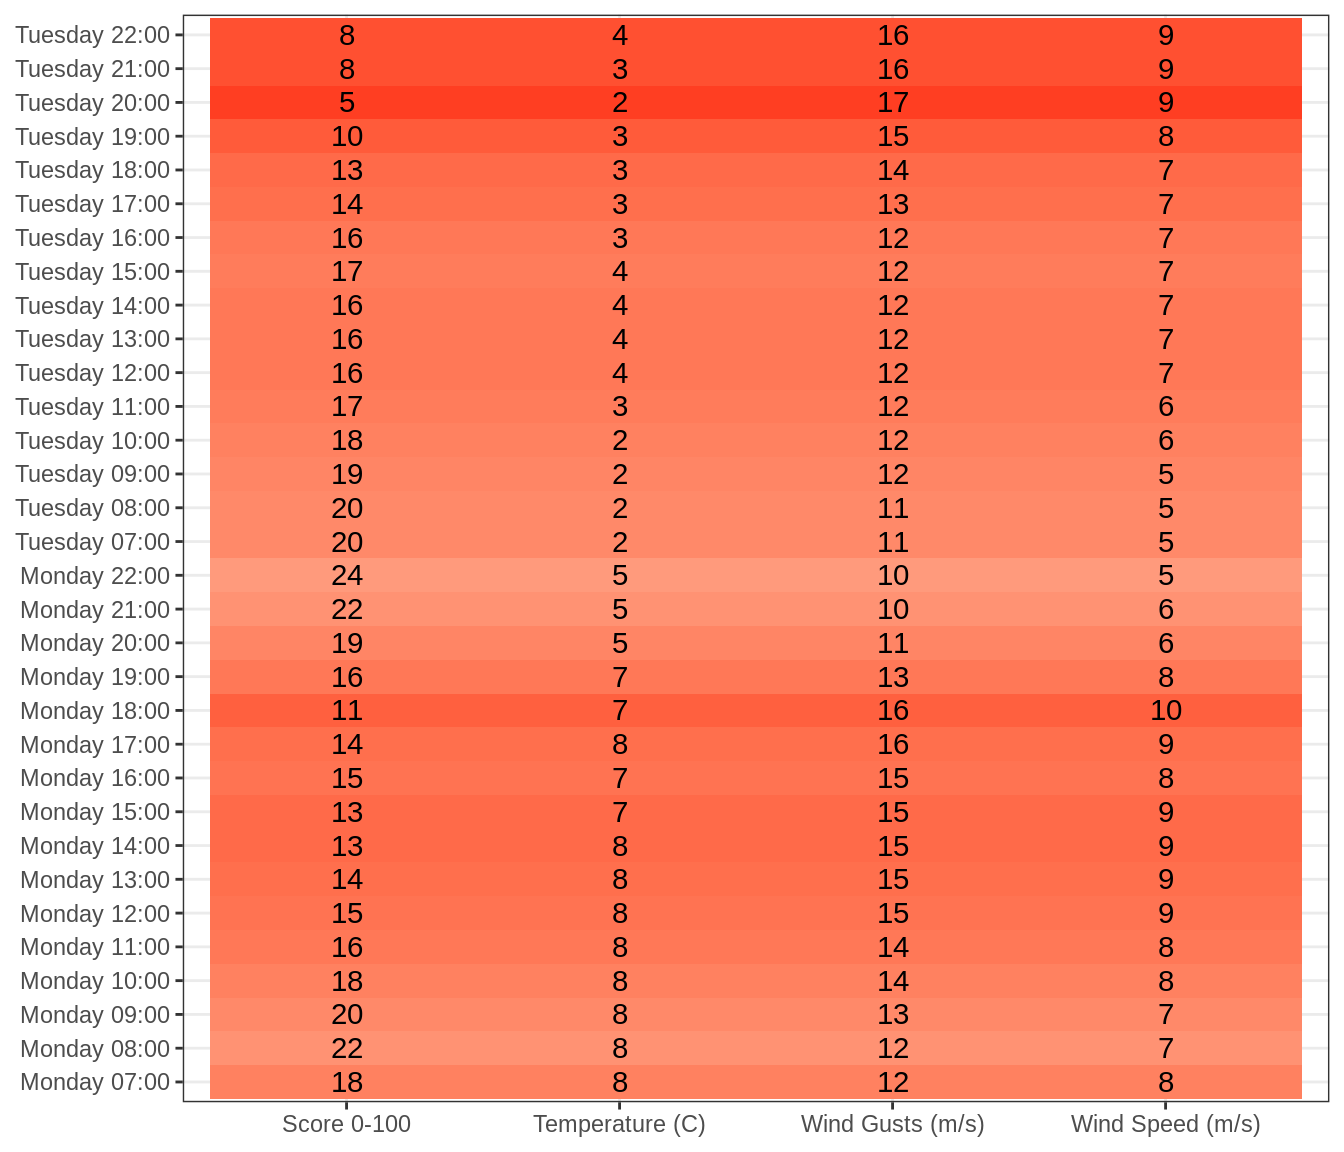 Tuesday 22:00 8 4 16 9
Tuesday 21:00 8 3 16 9
Tuesday 20:00 5 2 17 9
Tuesday 19:00 10 3 15 8
Tuesday 18:00 13 3 14 7
Tuesday 17:00 14 3 13 7
Tuesday 16:00 16 3 12 7
Tuesday 15:00 17 4 12 7
Tuesday 14:00 16 4 12 7
Tuesday 13:00 16 4 12 7
Tuesday 12:00 16 4 12 7
Tuesday 11:00 17 3 12 6
Tuesday 10:00 18 2 12 6
Tuesday 09:00 19 2 12 5
Tuesday 08:00 20 2 11 5
Tuesday 07:00 20 2 11 5
Monday 22:00 24 5 10 5
Monday 21:00 22 5 10 6
Monday 20:00 19 5 11 6
Monday 19:00 16 7 13 8
Monday 18:00 11 7 16 10
Monday 17:00 14 8 16 9
Monday 16:00 15 7 15 8
Monday 15:00 13 7 15 9
Monday 14:00 13 8 15 9
Monday 13:00 14 8 15 9
Monday 12:00 15 8 15 9
Monday 11:00 16 8 14 8
Monday 10:00 18 8 14 8
Monday 09:00 20 8 13 7
Monday 08:00 22 8 12 7
Monday 07:00 18 8 12 8
Score 0-100 Temperature (C) Wind Gusts (m/s) Wind Speed (m/s)